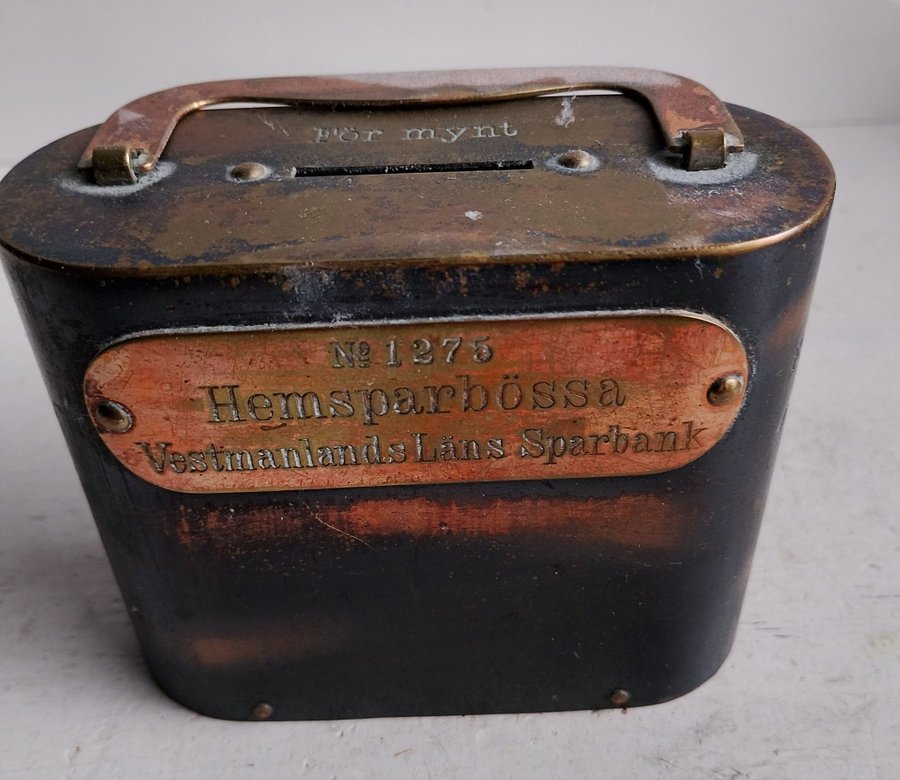 För mynt
№ 1275
Hemsparbössa
Vestmanlands Läns Sparbank